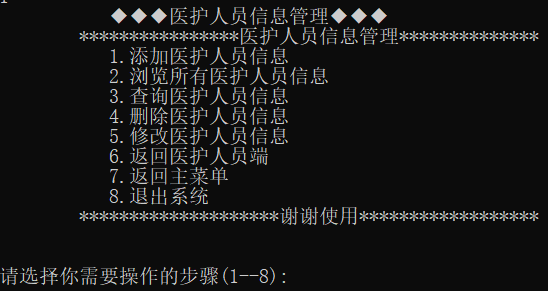 ◆◆◆医护人员信息管理◆◆◆
****************医护人员信息管理**************
1.添加医护人员信息
2.浏览所有医护人员信息
3.查询医护人员信息
4.删除医护人员信息
5.修改医护人员信息
6.返回医护人员端
7.返回主菜单
8.退出系统
********************谢谢使用******************
请选择你需要操作的步骤(1--8):